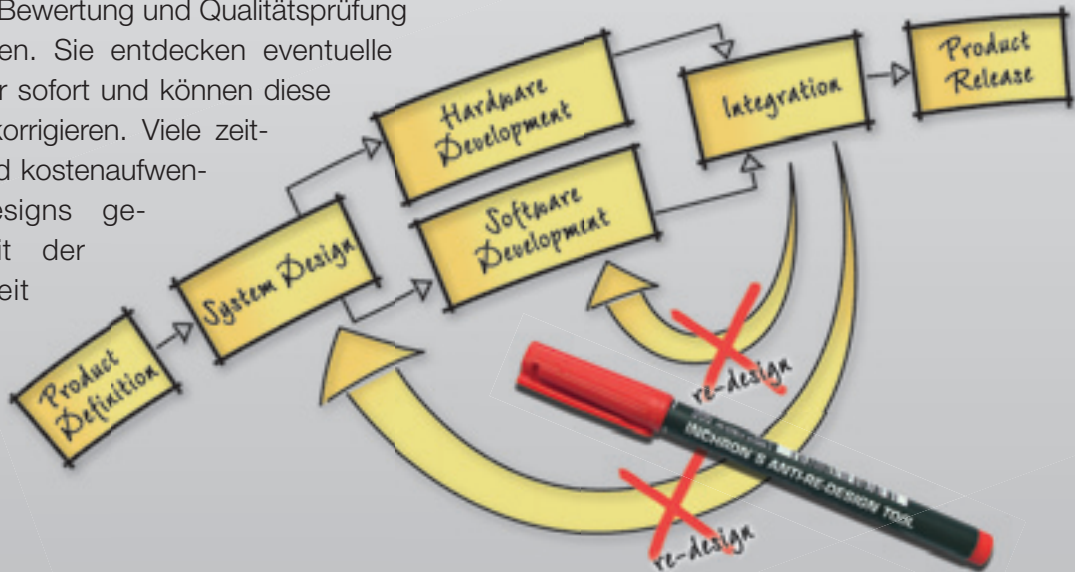 Bewertung und Qualitätsprüfung
en. Sie entdecken eventuelle
r sofort und können diese
korrigieren. Viele zeit-
d kostenaufwen-
esigns ge-
it der
eit
Hardware
Development
Integration
Product
Release
Software
Development
System Design
Product
Definition
re-design
INCHRON'S ANTI-RE-DESIGN TOOL
re-design